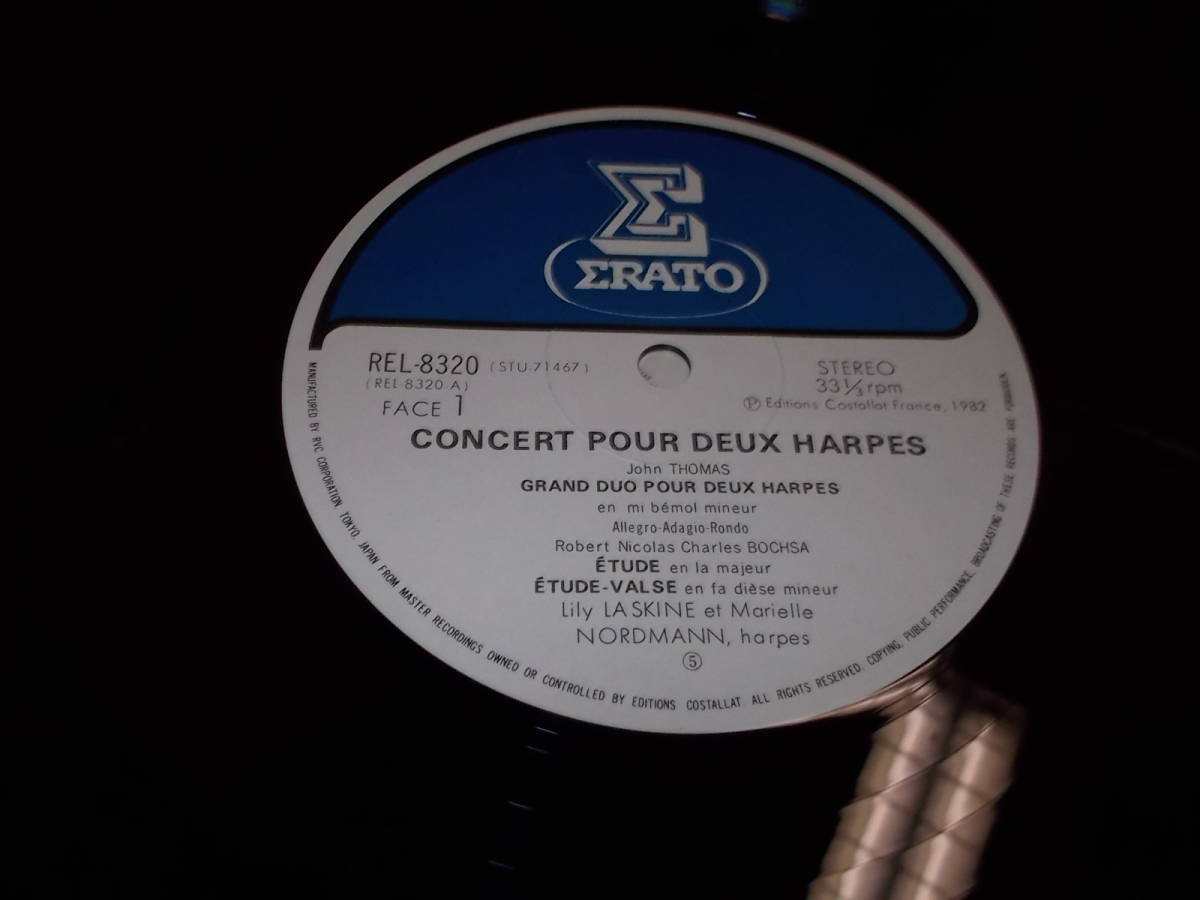 Σ
ΣRATO
REL-8320 (STU-71467)
(REL-8320 A)
FACE 1
STEREO
33 1/3 rpm
Ⓟ Editions Costallat France, 1982
CONCERT POUR DEUX HARPES
John THOMAS
GRAND DUO POUR DEUX HARPES
en mi bémol mineur
Allegro-Adagio-Rondo
Robert Nicolas Charles BOCHSA
ÉTUDE en la majeur
ÉTUDE-VALSE en fa dièse mineur
Lily LASKINE et Marielle
NORDMANN, harpes
⑤
MANUFACTURED BY RVC CORPORATION, TOKYO, JAPAN FROM MASTER RECORDINGS OWNED OR CONTROLLED BY EDITIONS COSTALLAT. ALL RIGHTS RESERVED. COPYING, PUBLIC PERFORMANCE, BROADCASTING OF THESE RECORDS ARE FORBIDDEN